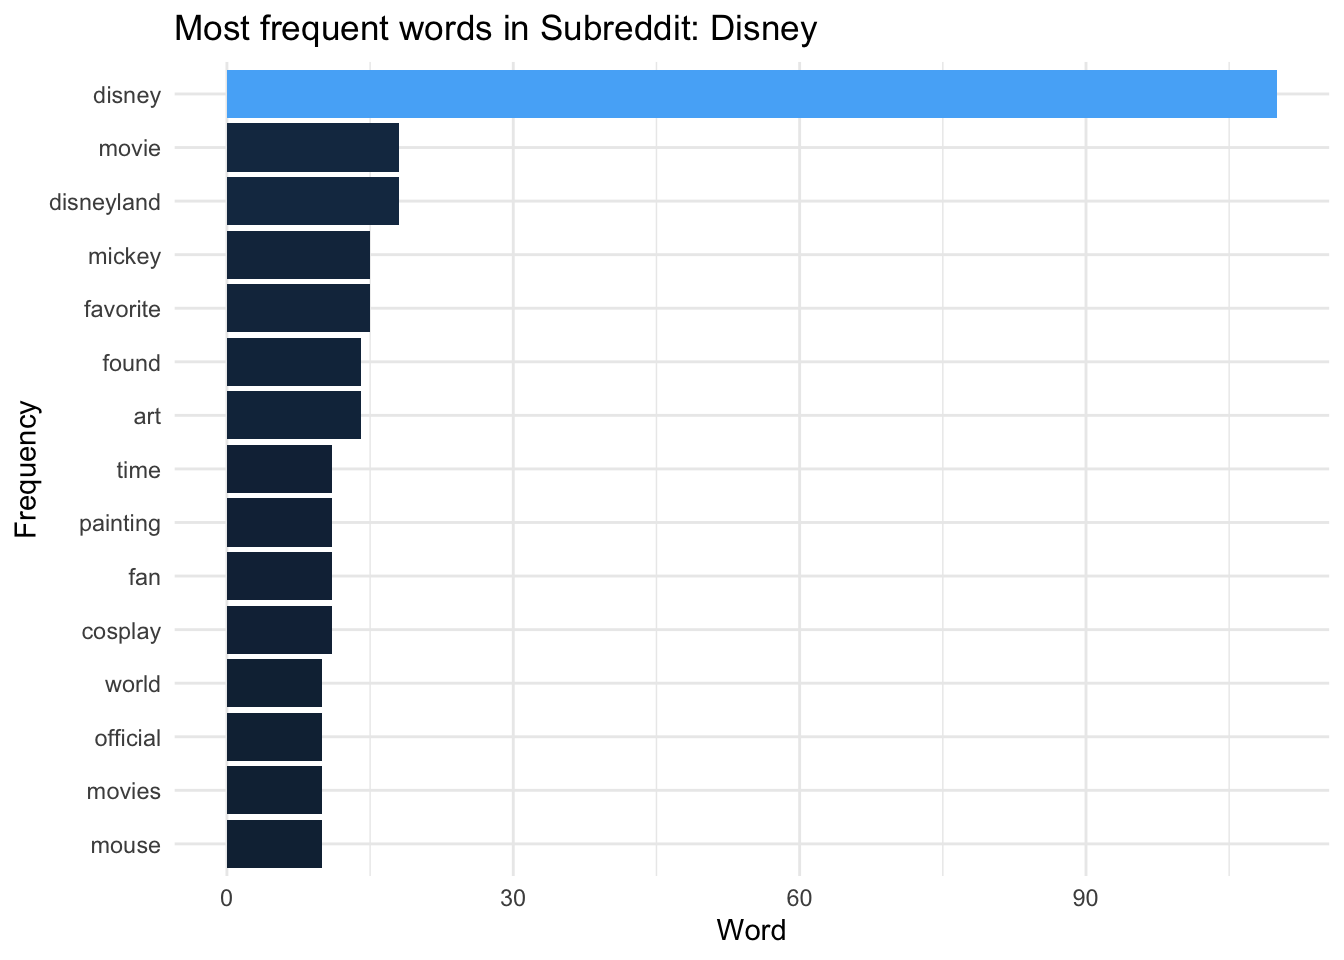 Most frequent words in Subreddit: Disney
disney
movie
disneyland
mickey
favorite
found
art
time
painting
fan
cosplay
world
official
movies
mouse
Frequency
0 30 60 90
Word